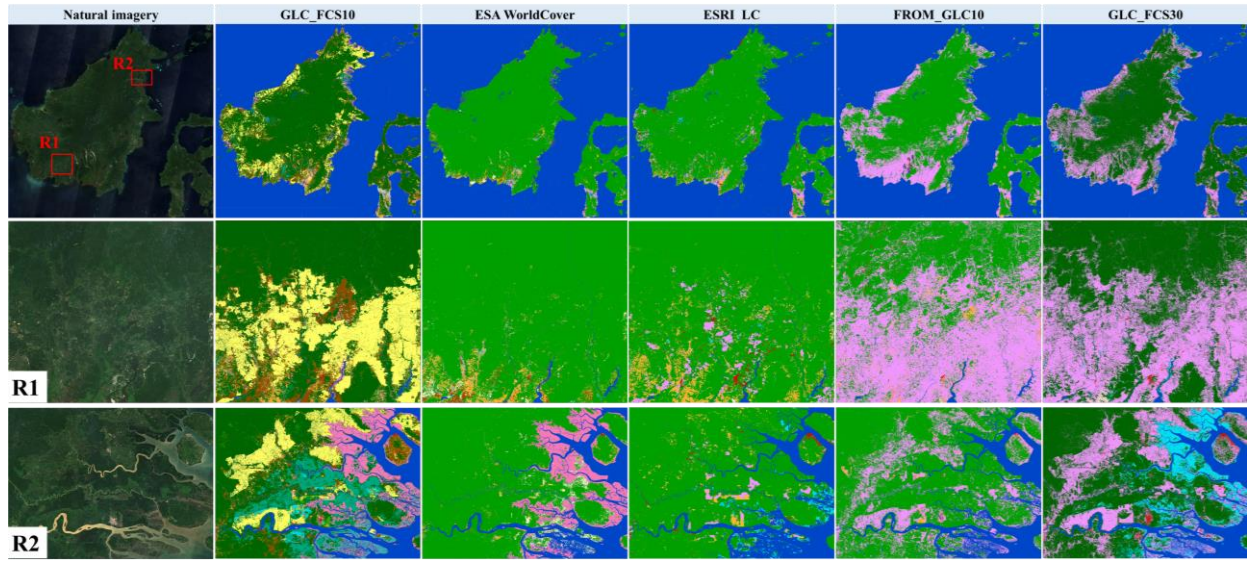 Natural imagery GLC_FCS10 ESA WorldCover ESRI LC FROM_GLC10 GLC_FCS30
R2
R1
R1
R2